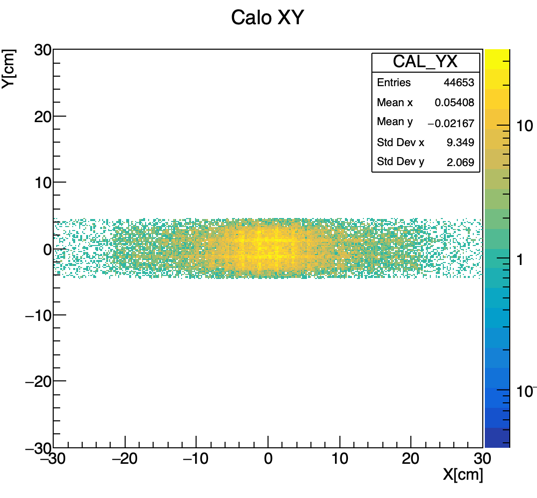 Calo XY
Y[cm]
CAL_YX
Entries 44653
Mean x 0.05408
Mean y −0.02167
Std Dev x 9.349
Std Dev y 2.069
30
20
10
0
−10
−20
−30
−30 −20 −10 0 10 20 30
X[cm]
10
1
10⁻